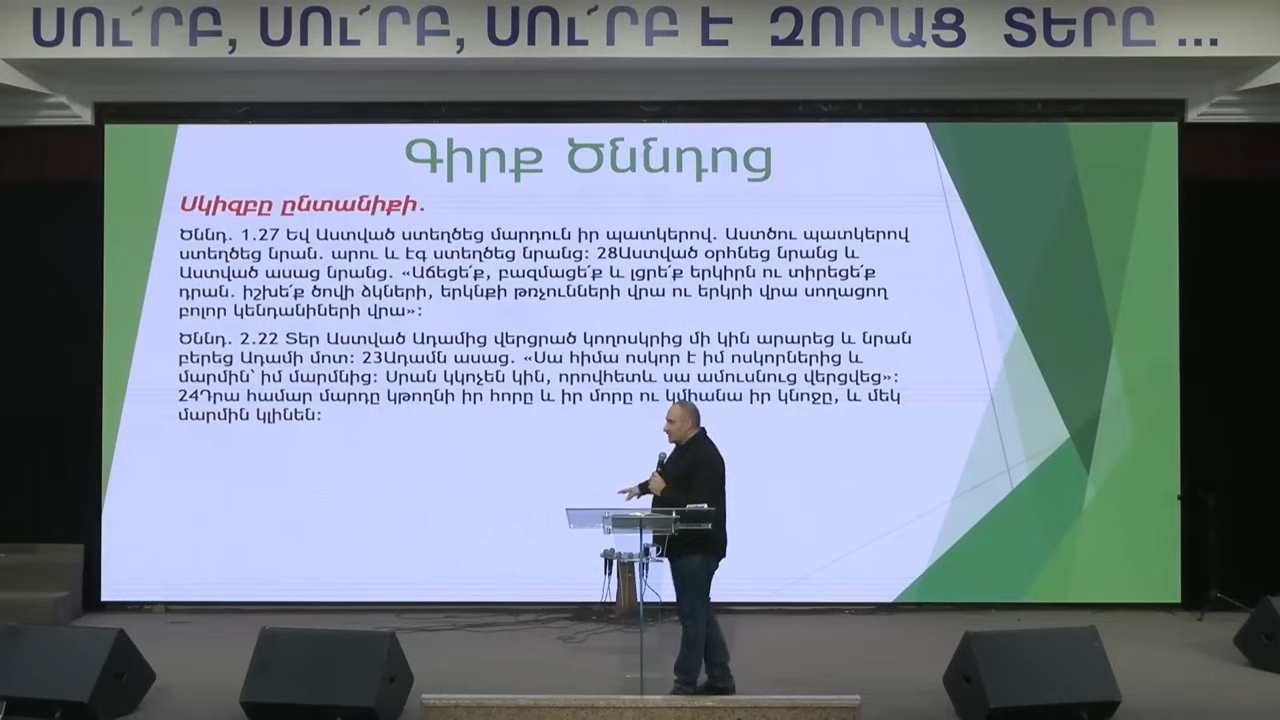 ՍՈւ՜ՐԲ, ՍՈւ՜ՐԲ, ՍՈւ՜ՐԲ Է ԶՈՐԱՑ ՏԵՐԸ ...
Գիրք Ծննդոց
Սկիզբը ընտանիքի.
Ծննդ. 1.27 Եվ Աստված ստեղծեց մարդուն իր պատկերով. Աստծու պատկերով
ստեղծեց նրան. արու և էգ ստեղծեց նրանց: 28Աստված օրհնեց նրանց և
Աստված ասաց նրանց. «Աճեցե՛ք, բազմացե՛ք և լցրե՛ք երկիրն ու տիրեցե՛ք
դրան. իշխե՛ք ծովի ձկների, երկնքի թռչունների վրա ու երկրի վրա սողացող
բոլոր կենդանիների վրա»:
Ծննդ. 2.22 Տեր Աստված Ադամից վերցրած կողոսկրից մի կին արարեց և նրան
բերեց Ադամի մոտ: 23Ադամն ասաց. «Սա հիմա ոսկոր է իմ ոսկորներից և
մարմին՝ իմ մարմնից: Սրան կկոչեն կին, որովհետև սա ամուսնուց վերցվեց»:
24Դրա համար մարդը կթողնի իր հորը և իր մորը ու կմիանա իր կնոջը, և մեկ
մարմին կլինեն: